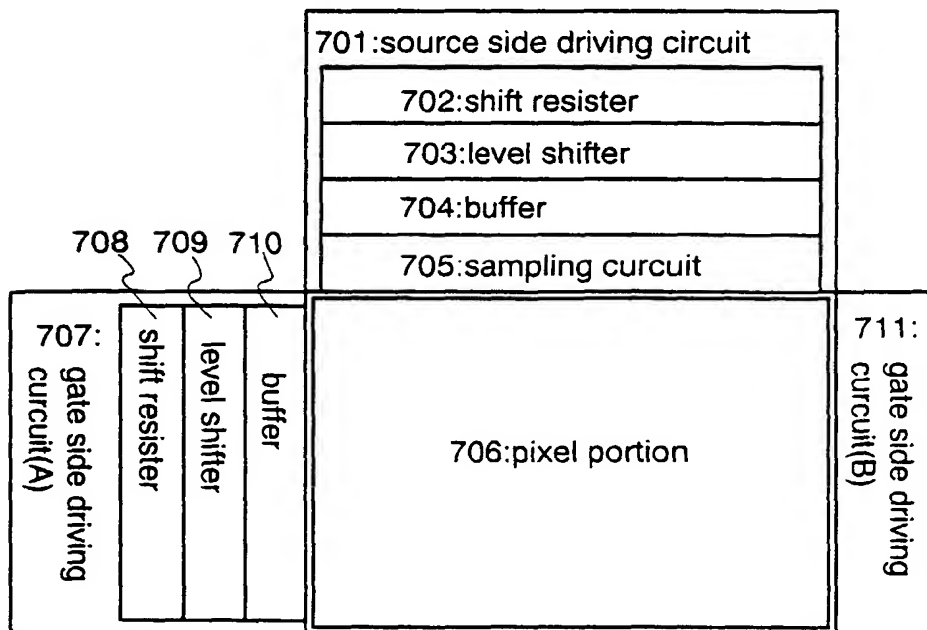 701:source side driving circuit
702:shift resister
703:level shifter
704:buffer
705:sampling curcuit
708 709 710
707:
gate side driving
curcuit(A)
shift resister
level shifter
buffer
706:pixel portion
711:
gate side driving
curcuit(B)